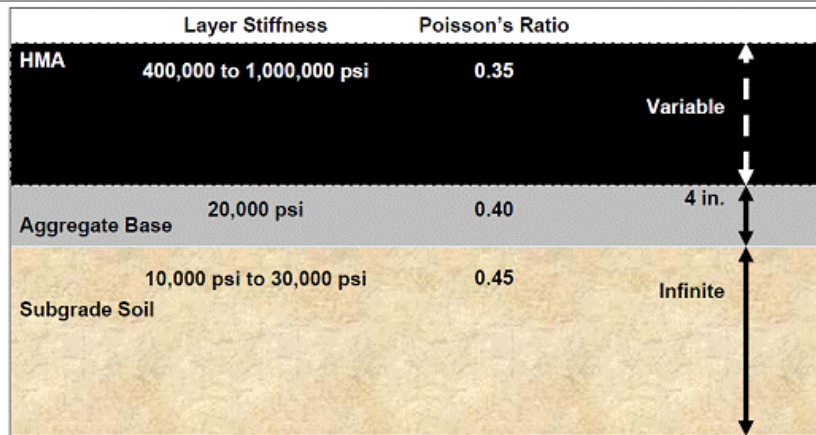 Layer Stiffness Poisson's Ratio
HMA
400,000 to 1,000,000 psi 0.35
Variable
4 in.
20,000 psi 0.40
Aggregate Base
10,000 psi to 30,000 psi 0.45
Infinite
Subgrade Soil